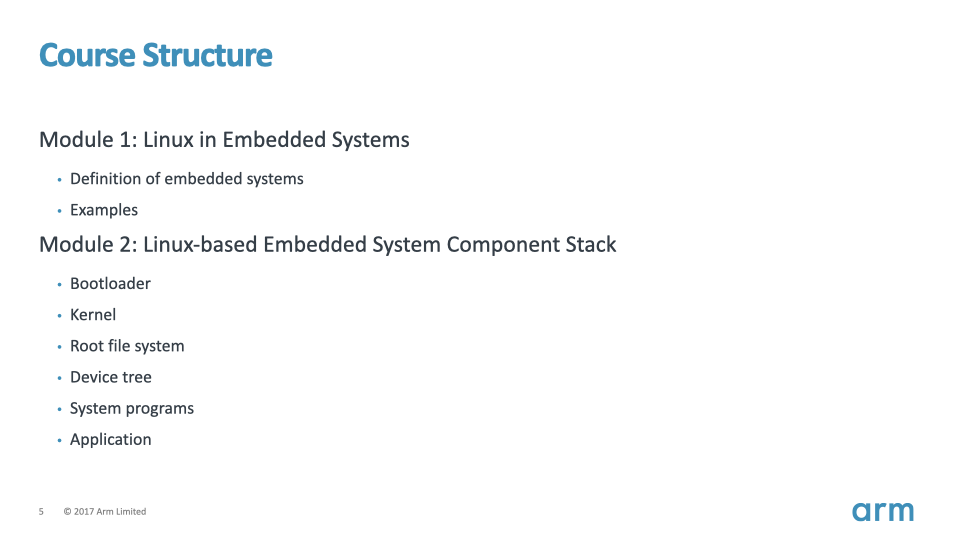 Course Structure
Module 1: Linux in Embedded Systems
• Definition of embedded systems
• Examples
Module 2: Linux-based Embedded System Component Stack
• Bootloader
• Kernel
• Root file system
• Device tree
• System programs
• Application
5 © 2017 Arm Limited
arm